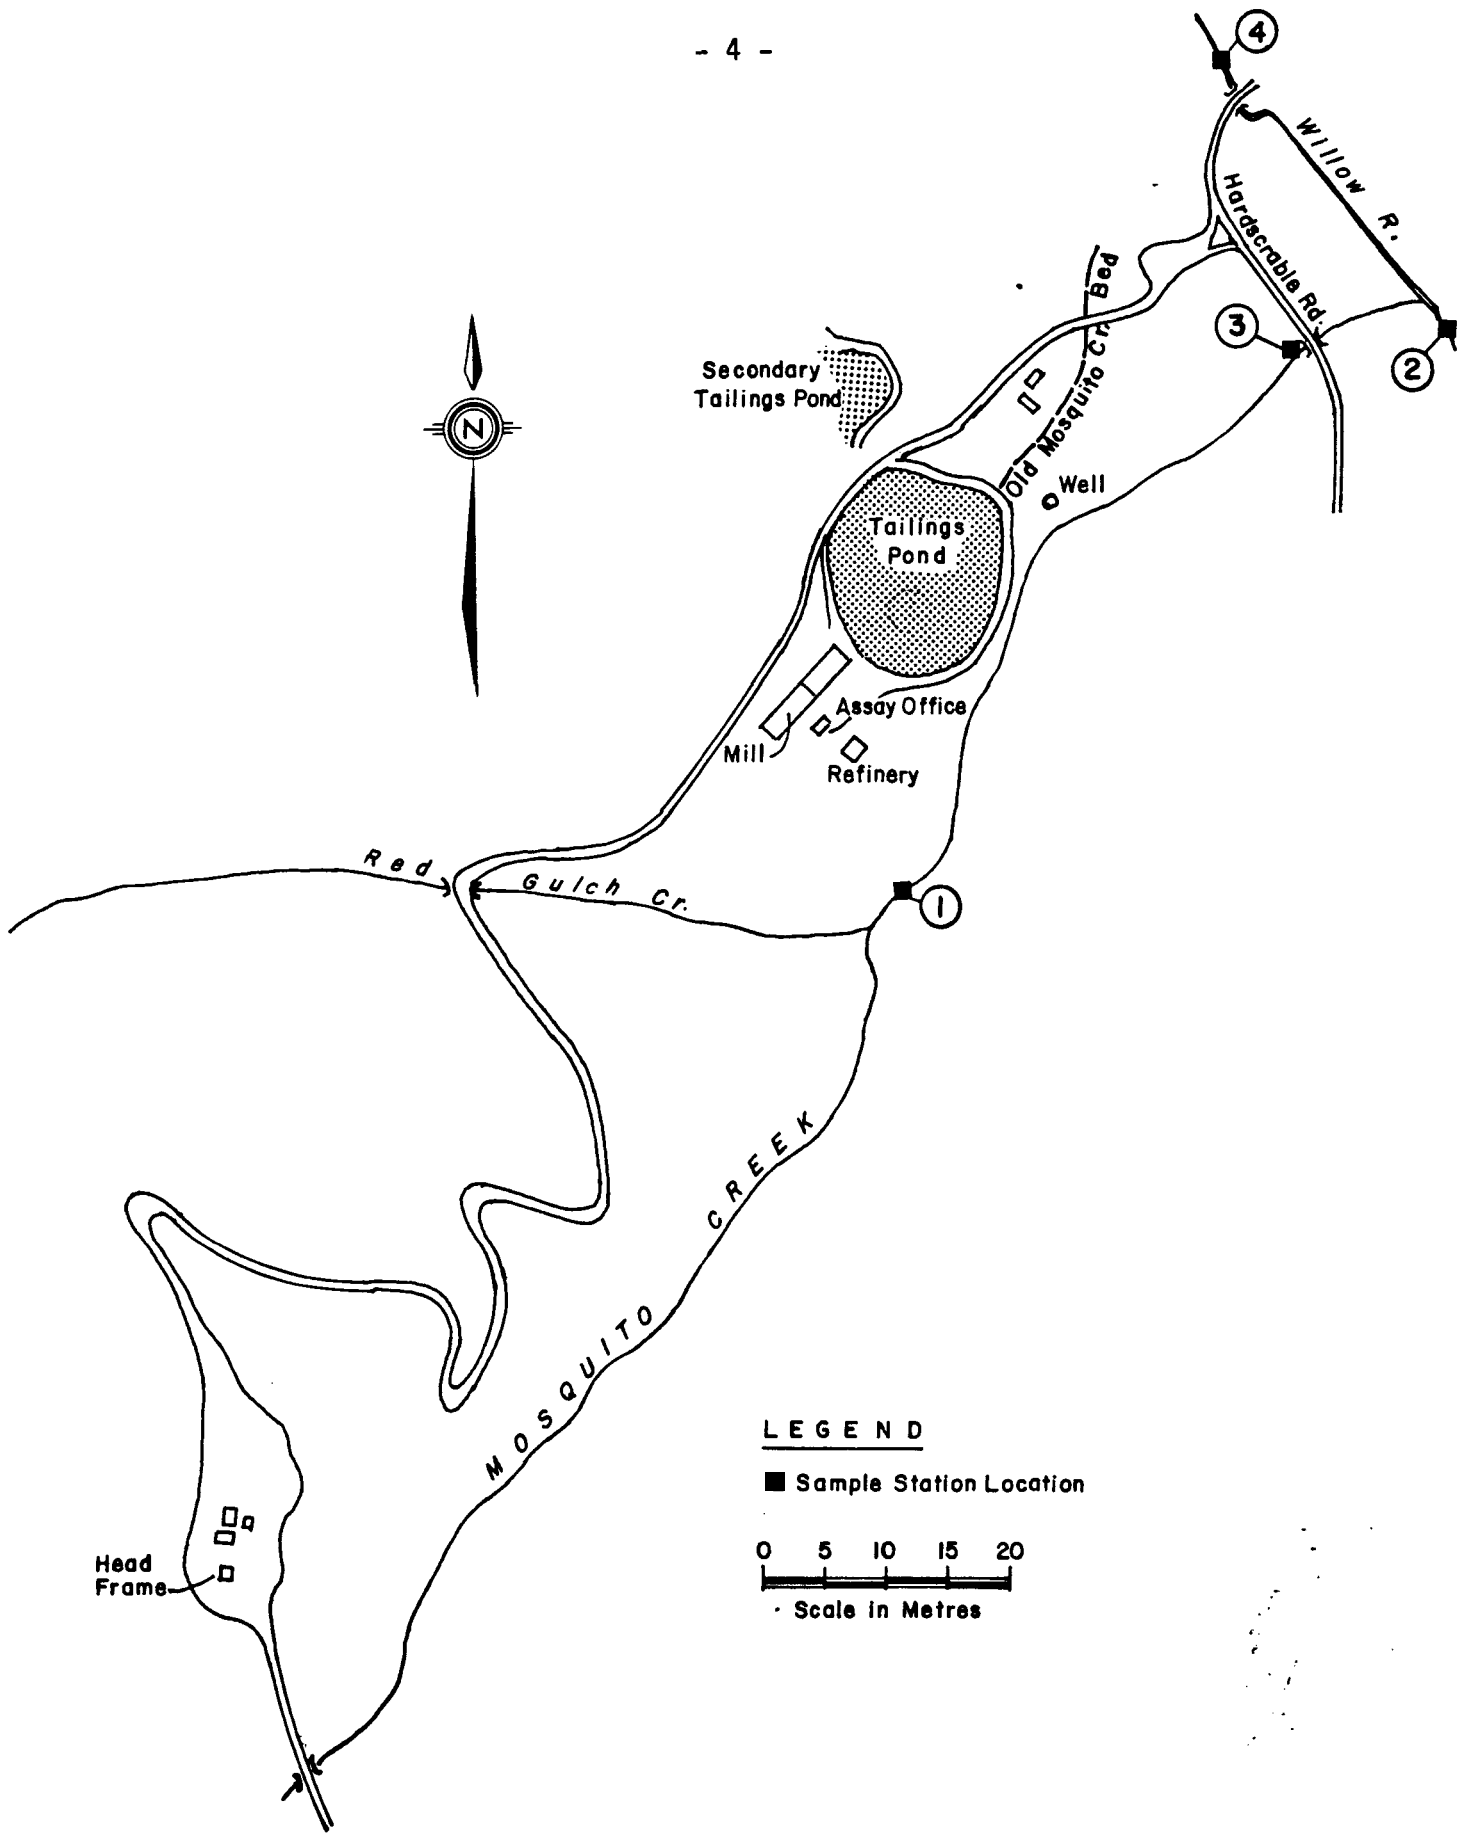 - 4 -
4
Willow R.
Hardscrable Rd.
3
2
Old Mosquito Cr. Bed
Secondary
Tailings Pond
N
Well
Tailings
Pond
Assay Office
Mill
Refinery
Red
Gulch Cr.
1
MOSQUITO CREEK
LEGEND
Sample Station Location
0 5 10 15 20
Scale in Metres
Head
Frame